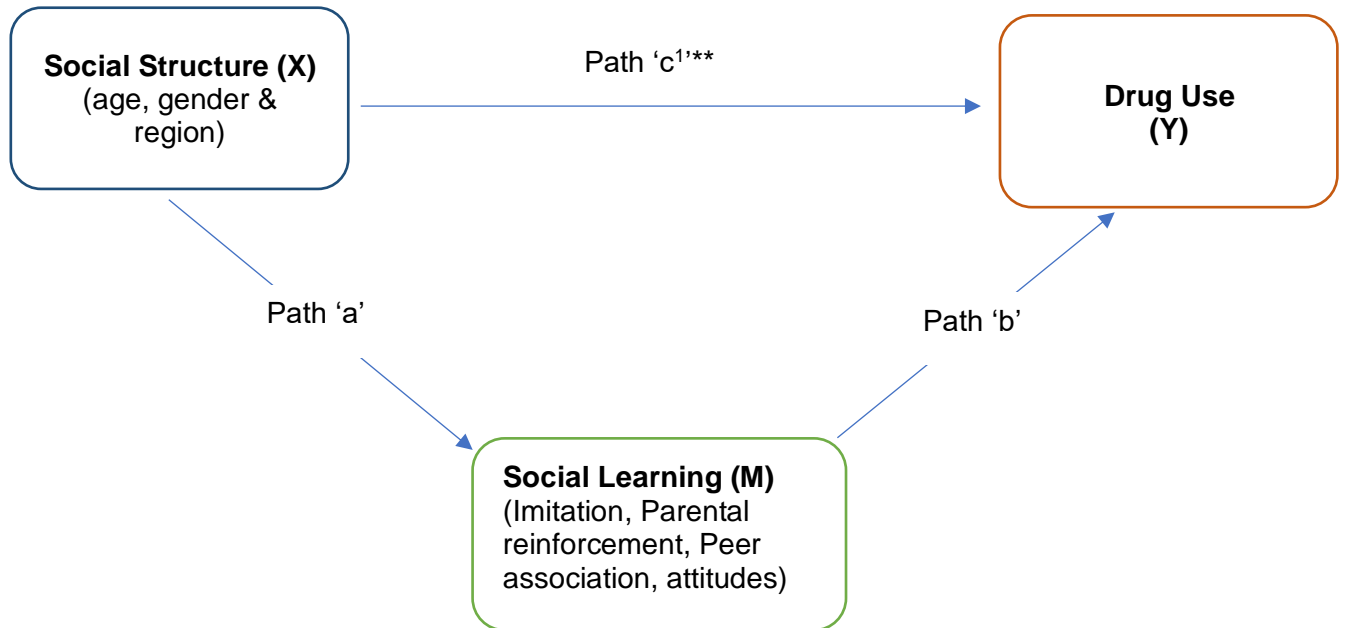 Social Structure (X)
(age, gender &
region)
Path ‘c¹’**
Drug Use
(Y)
Path ‘a’
Path ‘b’
Social Learning (M)
(Imitation, Parental
reinforcement, Peer
association, attitudes)